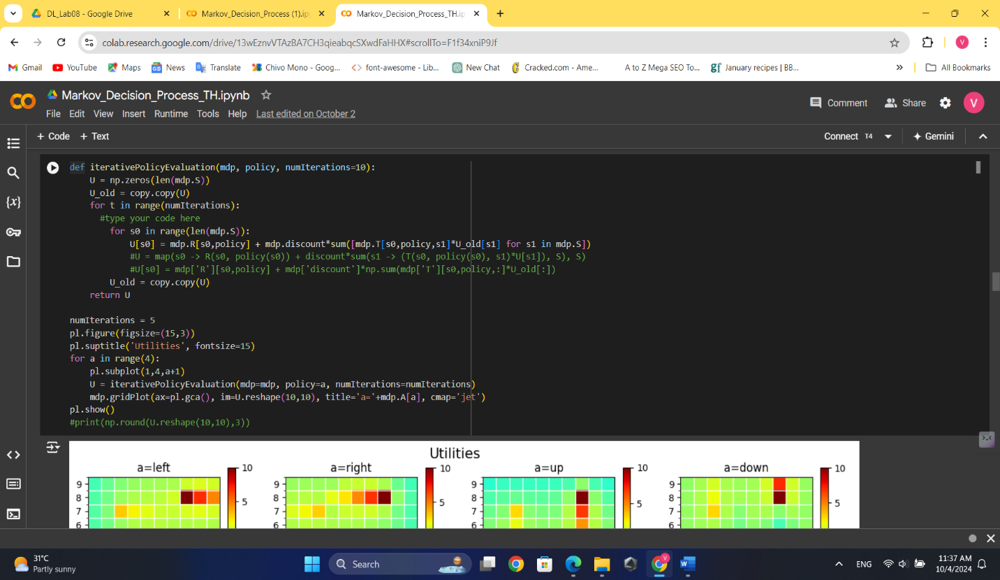 DL_Lab08 - Google Drive
Markov_Decision_Process (1).ip
Markov_Decision_Process_TH.ip
colab.research.google.com/drive/13wEznvVTAzBA7CH3qieabqcSXwdFaHHX#scrollTo=F1f34xniP9Jf
V
Gmail YouTube Maps News Translate Chivo Mono - Goog... font-awesome - Lib... New Chat Cracked.com - Ame... A to Z Mega SEO To... gf January recipes | BB... » All Bookmarks
Markov_Decision_Process_TH.ipynb
Comment Share V
File Edit View Insert Runtime Tools Help Last edited on October 2
+ Code + Text Connect T4 Gemini
def iterativePolicyEvaluation(mdp, policy, numIterations=10):
U = np.zeros(len(mdp.S))
U_old = copy.copy(U)
for t in range(numIterations):
#type your code here
for s0 in range(len(mdp.S)):
U[s0] = mdp.R[s0,policy] + mdp.discount*sum([mdp.T[s0,policy,s1]*U_old[s1] for s1 in mdp.S])
#U = map(s0 -> R(s0, policy(s0)) + discount*sum(s1 -> (T(s0, policy(s0), s1)*U[s1]), S), S)
#U[s0] = mdp['R'][s0,policy] + mdp['discount']*np.sum(mdp['T'][s0,policy,:]*U_old[:])
U_old = copy.copy(U)
return U
numIterations = 5
pl.figure(figsize=(15,3))
pl.suptitle('Utilities', fontsize=15)
for a in range(4):
pl.subplot(1,4,a+1)
U = iterativePolicyEvaluation(mdp=mdp, policy=a, numIterations=numIterations)
mdp.gridPlot(ax=pl.gca(), im=U.reshape(10,10), title='a='+mdp.A[a], cmap='jet')
pl.show()
#print(np.round(U.reshape(10,10),3))
Utilities
a=left 10 a=right 10 a=up 10 a=down 10
9 9 9 9
8 5 8 5 8 5 8 5
7 7 7 7
6 6 6 6
31°C
Partly sunny
Search
ENG
11:37 AM
10/4/2024